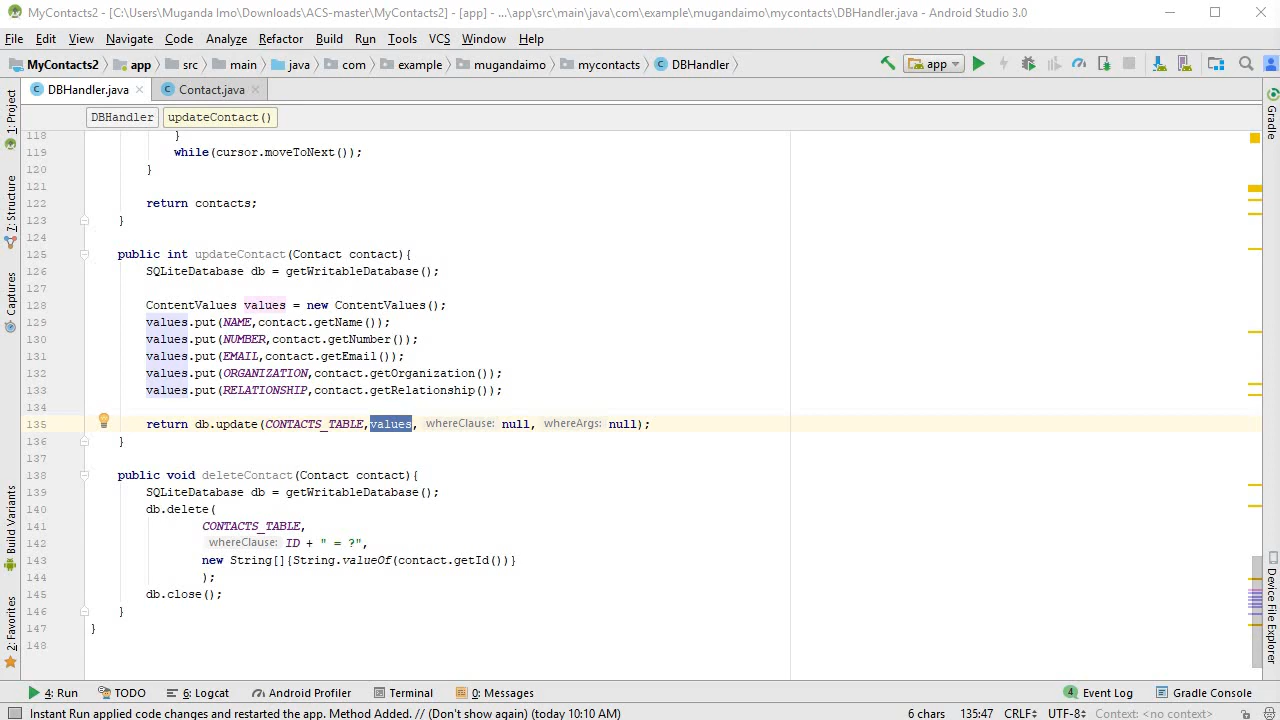 MyContacts2 - [C:\Users\Muganda Imo\Downloads\ACS-master\MyContacts2] - [app] - ...\app\src\main\java\com\example\mugandaimo\mycontacts\DBHandler.java - Android Studio 3.0
File Edit View Navigate Code Analyze Refactor Build Run Tools VCS Window Help
MyContacts2 app src main java com example mugandaimo mycontacts DBHandler app
DBHandler.java Contact.java
DBHandler updateContact()
1: Project
7: Structure
Captures
Build Variants
2: Favorites
Gradle
Device File Explorer
118 }
119 while(cursor.moveToNext());
120 }
121
122 return contacts;
123 }
124
125 public int updateContact(Contact contact){
126 SQLiteDatabase db = getWritableDatabase();
127
128 ContentValues values = new ContentValues();
129 values.put(NAME,contact.getName());
130 values.put(NUMBER,contact.getNumber());
131 values.put(EMAIL,contact.getEmail());
132 values.put(ORGANIZATION,contact.getOrganization());
133 values.put(RELATIONSHIP,contact.getRelationship());
134
135 return db.update(CONTACTS_TABLE,values, whereClause: null, whereArgs: null);
136 }
137
138 public void deleteContact(Contact contact){
139 SQLiteDatabase db = getWritableDatabase();
140 db.delete(
141 CONTACTS_TABLE,
142 whereClause: ID + " = ?",
143 new String[]{String.valueOf(contact.getId())}
144 );
145 db.close();
146 }
147 }
148
4: Run TODO 6: Logcat Android Profiler Terminal 0: Messages 4 Event Log Gradle Console
Instant Run applied code changes and restarted the app. Method Added. // (Don't show again) (today 10:10 AM) 6 chars 135:47 CRLF÷ UTF-8÷ Context: <no context>